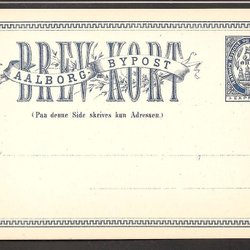 BREV KORT
AALBORG BYPOST
(Paa denne Side skrives kun Adressen.)